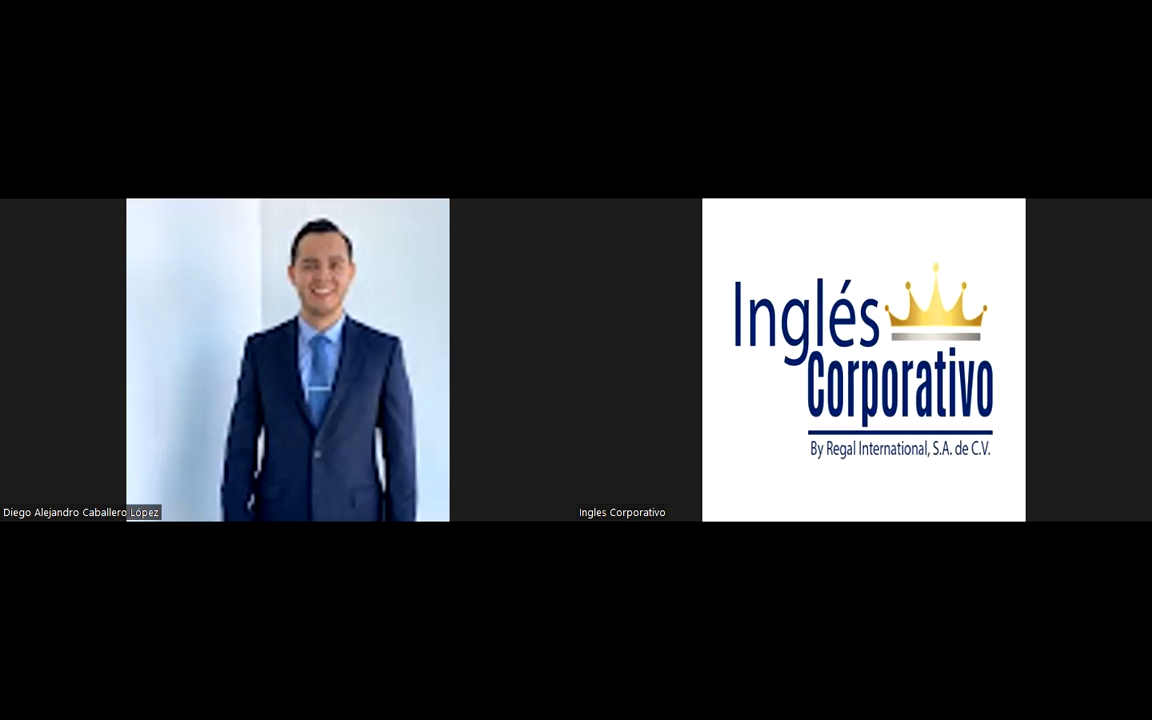 Inglés
Corporativo
By Regal International, S.A. de C.V.
Diego Alejandro Caballero López
Ingles Corporativo